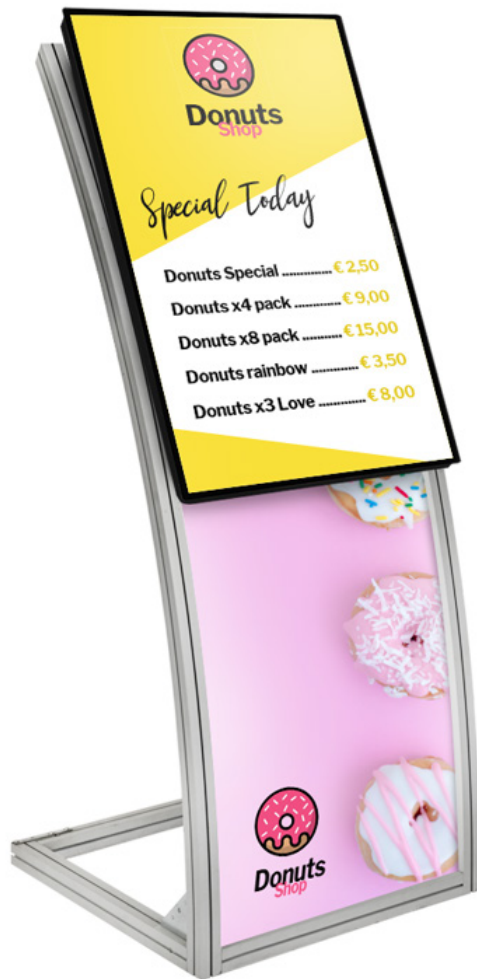 Donuts
Shop
Special Today
Donuts Special .............. € 2,50
Donuts x4 pack ............. € 9,00
Donuts x8 pack ........... € 15,00
Donuts rainbow .............. € 3,50
Donuts x3 Love .............. € 8,00
Donuts
Shop